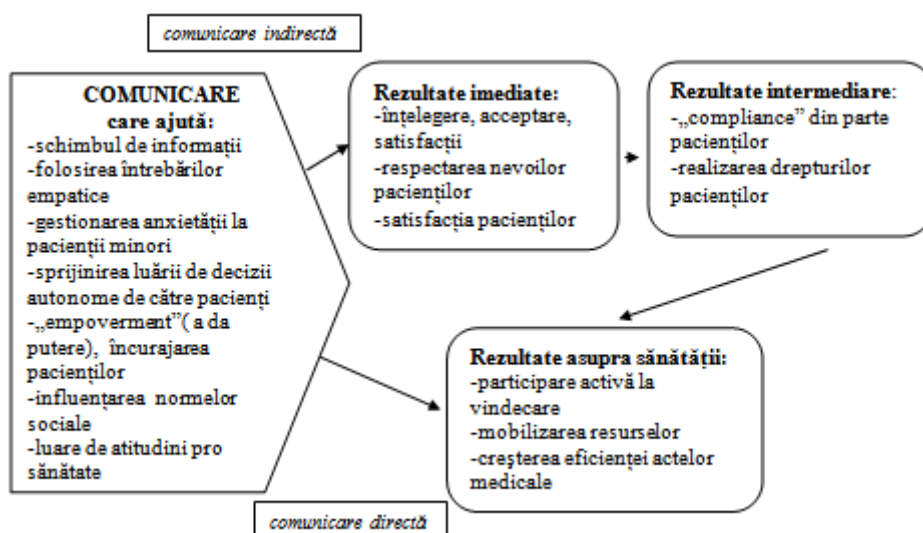 comunicare indirectă
COMUNICARE
care ajută:
-schimbul de informații
-folosirea întrebărilor
empatice
-gestionarea anxietății la
pacienții minori
-sprijinirea luării de decizii
autonome de către pacienți
-„empoverment”( a da
putere), încurajarea
pacienților
-influențarea normelor
sociale
-luare de atitudini pro
sănătate
Rezultate imediate:
-înțelegere, acceptare,
satisfacții
-respectarea nevoilor
pacienților
-satisfacția pacienților
Rezultate intermediare:
-„compliance” din parte
pacienților
-realizarea drepturilor
pacienților
Rezultate asupra sănătății:
-participare activă la
vindecare
-mobilizarea resurselor
-creşterea eficienței actelor
medicale
comunicare directă